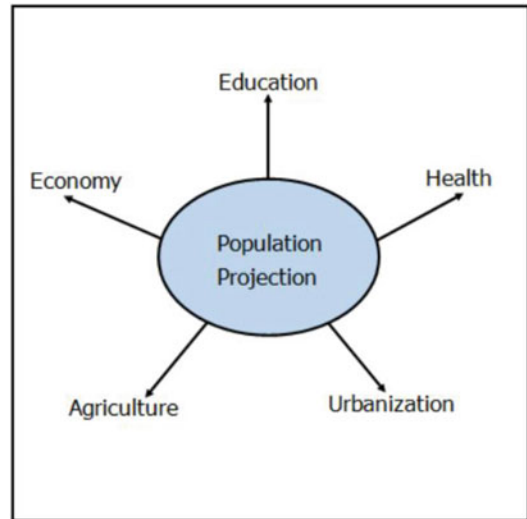 Education
Economy
Health
Population
Projection
Agriculture
Urbanization